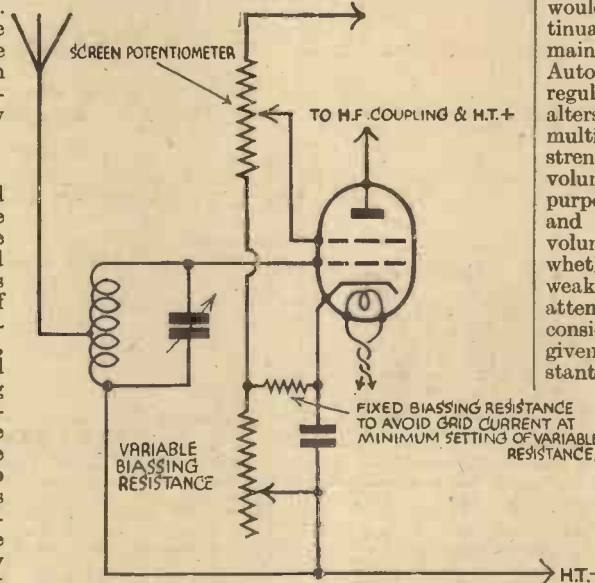 SCREEN POTENTIOMETER
TO H.F. COUPLING & H.T.+
VARIABLE
BIASSING
RESISTANCE
FIXED BIASSING RESISTANCE
TO AVOID GRID CURRENT AT
MINIMUM SETTING OF VARIABLE
RESISTANCE.
H.T.-
would
tinua
main
Auto
regul
alters
multi
stren
volum
purpo
and
volum
wheth
weak
atten
consi
given
stant